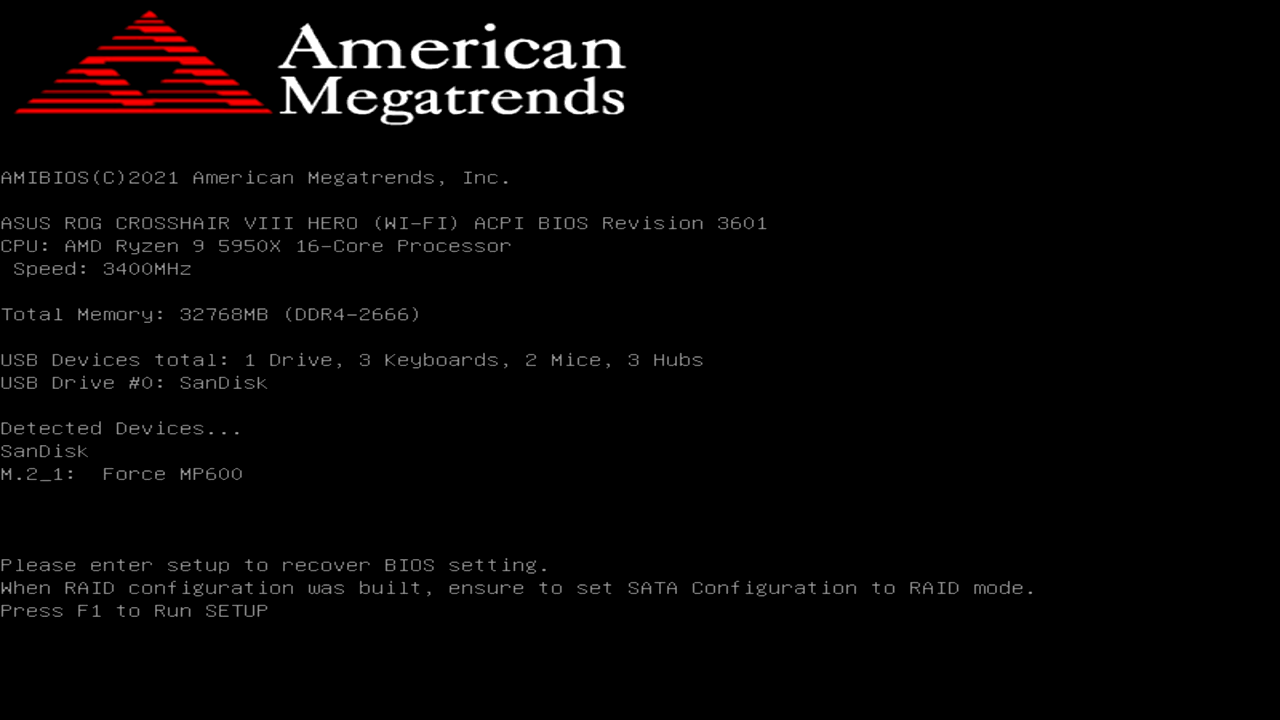 American
Megatrends
AMIBIOS(C)2021 American Megatrends, Inc.
ASUS ROG CROSSHAIR VIII HERO (WI-FI) ACPI BIOS Revision 3601
CPU: AMD Ryzen 9 5950X 16-Core Processor
Speed: 3400MHz
Total Memory: 32768MB (DDR4-2666)
USB Devices total: 1 Drive, 3 Keyboards, 2 Mice, 3 Hubs
USB Drive #0: SanDisk
Detected Devices...
SanDisk
M.2_1:  Force MP600
Please enter setup to recover BIOS setting.
When RAID configuration was built, ensure to set SATA Configuration to RAID mode.
Press F1 to Run SETUP